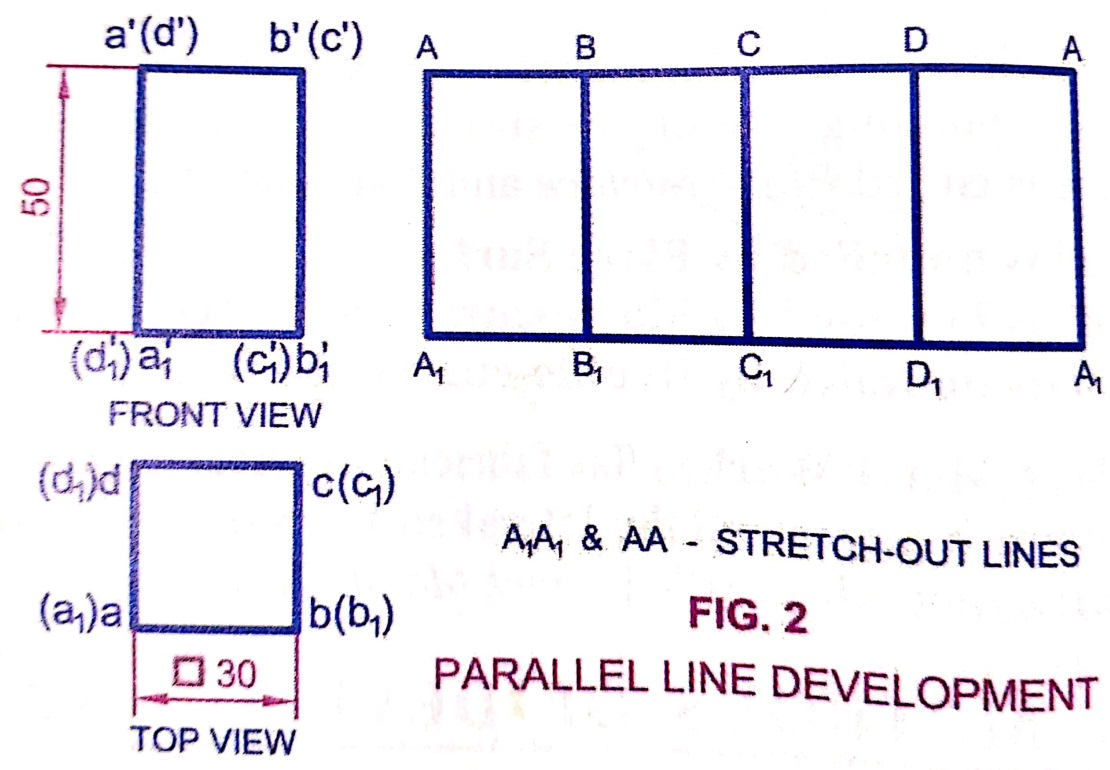 a'(d') b'(c')
A B C D A
50
(d'₁) a'₁ (c'₁) b'₁
A₁ B₁ C₁ D₁ A₁
FRONT VIEW
(d₁)d c(c₁)
(a₁)a b(b₁)
□ 30
TOP VIEW
A₁A₁ & AA - STRETCH-OUT LINES
FIG. 2
PARALLEL LINE DEVELOPMENT